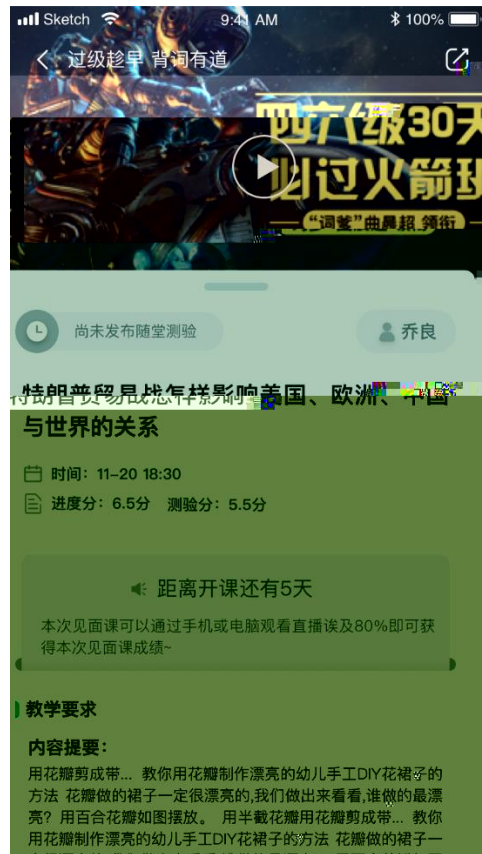 Sketch 9:41 AM 100%
过级趁早 背词有道
四六级30天
必过火箭班
“词爹”曲晨超 领衔
尚未发布随堂测验
乔良
特朗普贸易战怎样影响美国、欧洲、中国
与世界的关系
时间：11-20 18:30
进度分：6.5分 测验分：5.5分
距离开课还有5天
本次见面课可以通过手机或电脑观看直播诶及80%即可获
得本次见面课成绩~
教学要求
内容提要：
用花瓣剪成带... 教你用花瓣制作漂亮的幼儿手工DIY花裙子的
方法 花瓣做的裙子一定很漂亮的,我们做出来看看,谁做的最漂
亮？用百合花瓣如图摆放。 用半截花瓣用花瓣剪成带... 教你
用花瓣制作漂亮的幼儿手工DIY花裙子的方法 花瓣做的裙子一